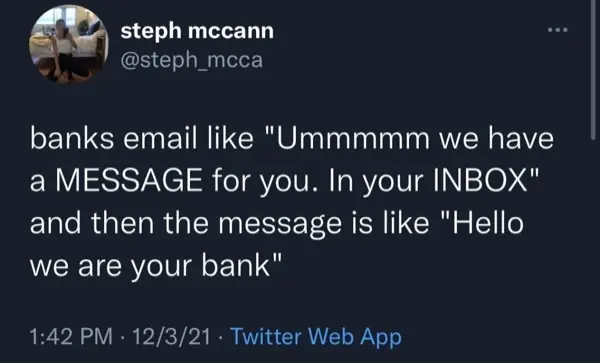 steph mccann
@steph_mcca
banks email like "Ummmmm we have
a MESSAGE for you. In your INBOX"
and then the message is like "Hello
we are your bank"
1:42 PM · 12/3/21 · Twitter Web App